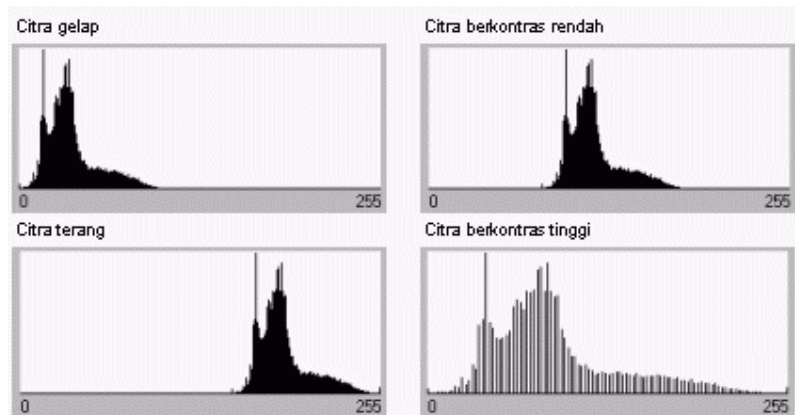 Citra gelap
0 255
Citra berkontras rendah
0 255
Citra terang
0 255
Citra berkontras tinggi
0 255